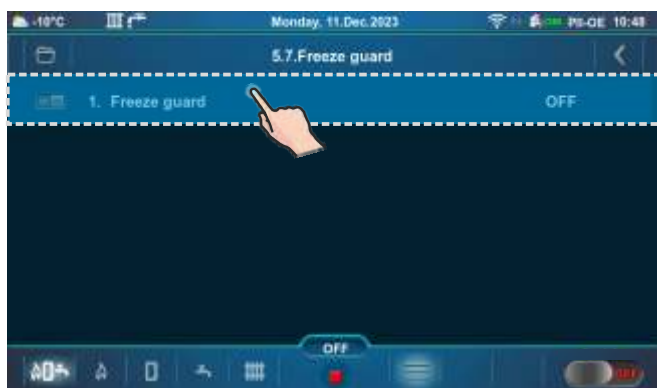 -10°C Monday, 11.Dec.2023 PS-OE 10:48
5.7.Freeze guard
1. Freeze guard OFF
OFF
OFF